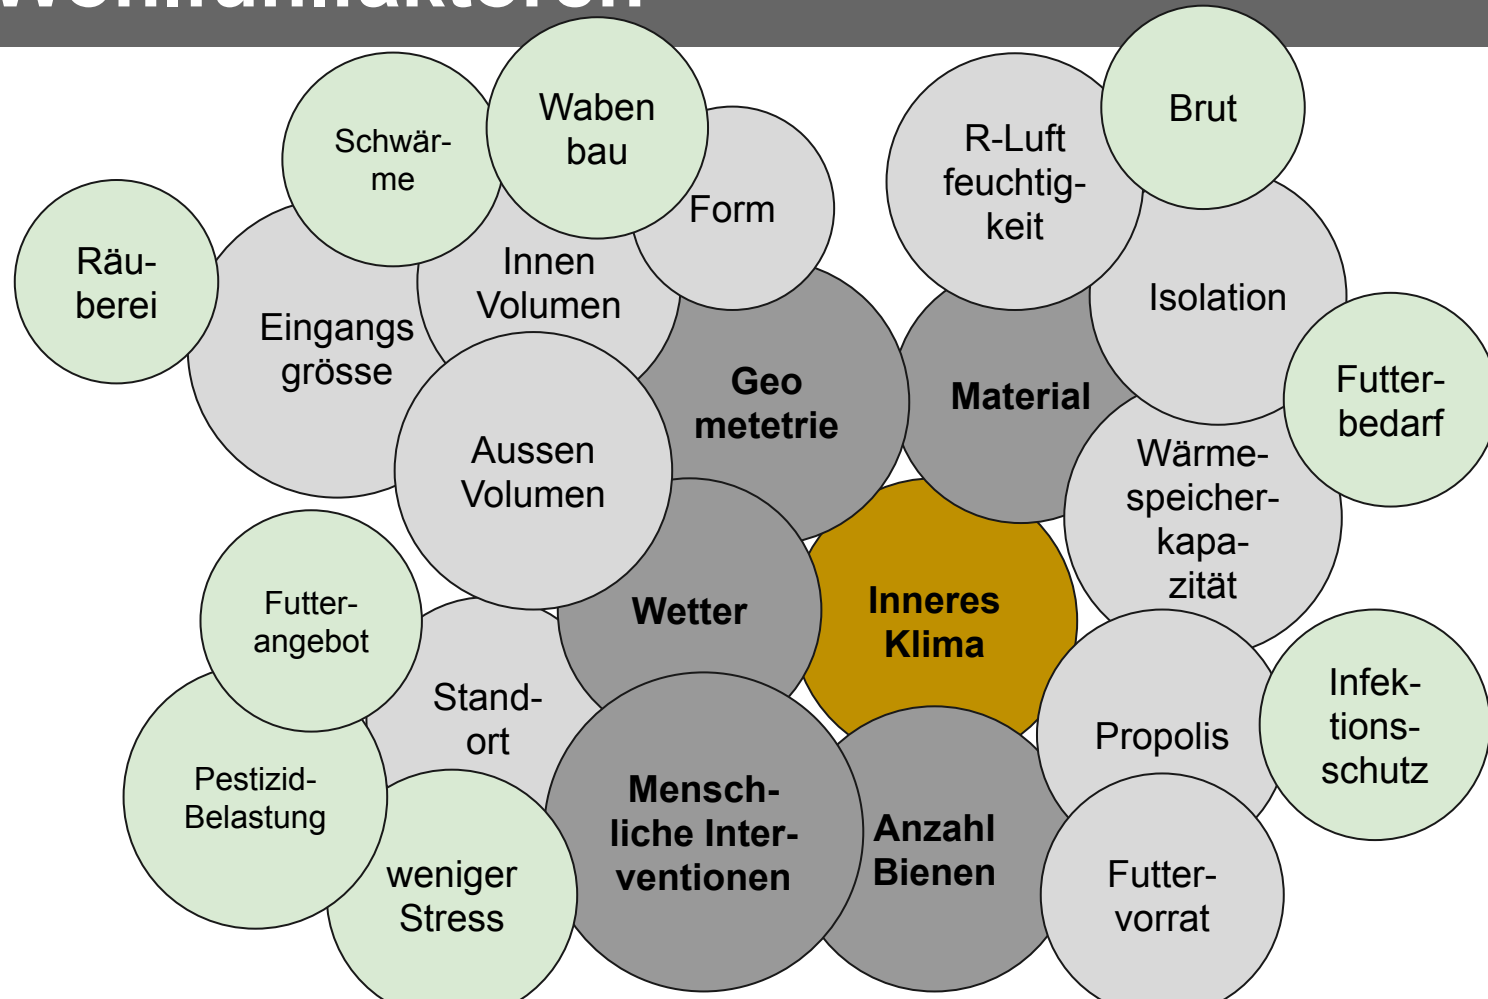 Waben
bau
Schwär-
me
Brut
R-Luft
feuchtig-
keit
Form
Räu-
berei
Innen
Volumen
Isolation
Eingangs
grösse
Geo
metetrie
Material
Futter-
bedarf
Aussen
Volumen
Wärme-
speicher-
kapa-
zität
Futter-
angebot
Wetter
Inneres
Klima
Stand-
ort
Propolis
Infek-
tions-
schutz
Pestizid-
Belastung
Mensch-
liche Inter-
ventionen
Anzahl
Bienen
weniger
Stress
Futter-
vorrat